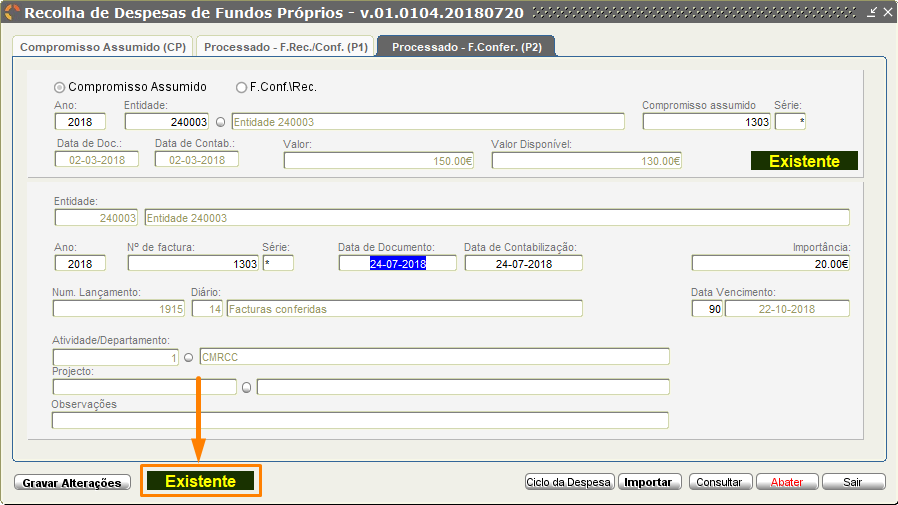 Recolha de Despesas de Fundos Próprios - v.01.0104.20180720
Compromisso Assumido (CP) Processado - F.Rec./Conf. (P1) Processado - F.Confer. (P2)
Compromisso Assumido F.Conf.\Rec.
Ano: Entidade: Compromisso assumido Série:
2018 240003 Entidade 240003 1303 *
Data de Doc.: Data de Contab.: Valor: Valor Disponível:
02-03-2018 02-03-2018 150.00€ 130.00€ Existente
Entidade:
240003 Entidade 240003
Ano: Nº de factura: Série: Data de Documento: Data de Contabilização: Importância:
2018 1303 * 24-07-2018 24-07-2018 20.00€
Num. Lançamento: Diário: Data Vencimento:
1915 14 Facturas conferidas 90 22-10-2018
Atividade/Departamento:
1 CMRCC
Projecto:
Observações
Gravar Alterações Existente Ciclo da Despesa Importar Consultar Abater Sair